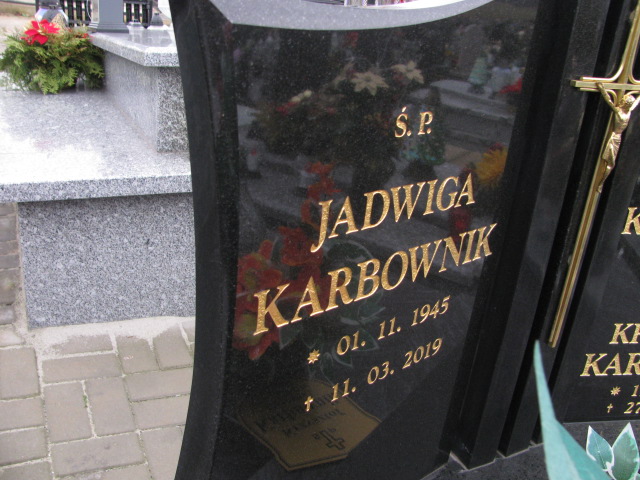 Ś. P.
JADWIGA
KARBOWNIK
* 01. 11. 1945
✝ 11. 03. 2019